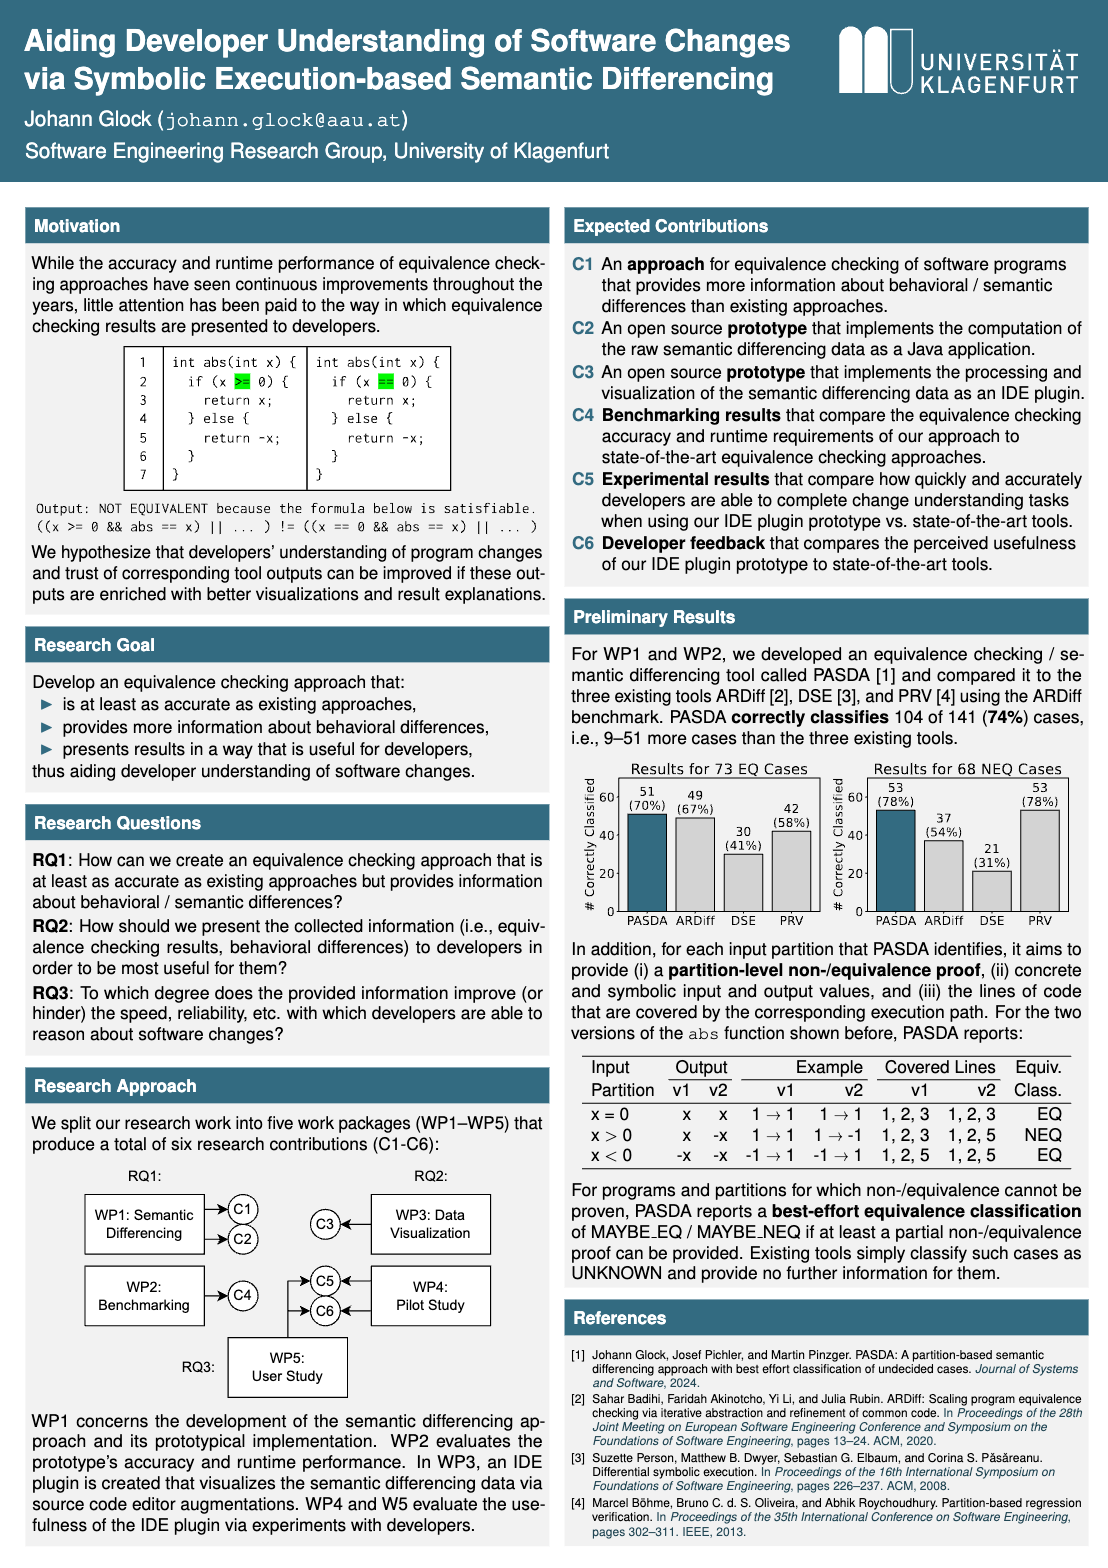 Aiding Developer Understanding of Software Changes
via Symbolic Execution-based Semantic Differencing
Johann Glock (johann.glock@aau.at)
Software Engineering Research Group, University of Klagenfurt
UNIVERSITÄT
KLAGENFURT
Motivation
While the accuracy and runtime performance of equivalence check-
ing approaches have seen continuous improvements throughout the
years, little attention has been paid to the way in which equivalence
checking results are presented to developers.
1 int abs(int x) { int abs(int x) {
2 if (x >= 0) { if (x == 0) {
3 return x; return x;
4 } else { } else {
5 return -x; return -x;
6 } }
7 } }
Output: NOT EQUIVALENT because the formula below is satisfiable.
((x >= 0 && abs == x) || ... ) != ((x == 0 && abs == x) || ... )
We hypothesize that developers' understanding of program changes
and trust of corresponding tool outputs can be improved if these out-
puts are enriched with better visualizations and result explanations.
Research Goal
Develop an equivalence checking approach that:
► is at least as accurate as existing approaches,
► provides more information about behavioral differences,
► presents results in a way that is useful for developers,
thus aiding developer understanding of software changes.
Research Questions
RQ1: How can we create an equivalence checking approach that is
at least as accurate as existing approaches but provides information
about behavioral / semantic differences?
RQ2: How should we present the collected information (i.e., equiv-
alence checking results, behavioral differences) to developers in
order to be most useful for them?
RQ3: To which degree does the provided information improve (or
hinder) the speed, reliability, etc. with which developers are able to
reason about software changes?
Research Approach
We split our research work into five work packages (WP1–WP5) that
produce a total of six research contributions (C1-C6):
RQ1: RQ2:
WP1: Semantic
Differencing
C1
C2
C3
WP3: Data
Visualization
WP2:
Benchmarking
C4
C5
C6
WP4:
Pilot Study
RQ3:
WP5:
User Study
WP1 concerns the development of the semantic differencing ap-
proach and its prototypical implementation. WP2 evaluates the
prototype's accuracy and runtime performance. In WP3, an IDE
plugin is created that visualizes the semantic differencing data via
source code editor augmentations. WP4 and W5 evaluate the use-
fulness of the IDE plugin via experiments with developers.
Expected Contributions
C1 An approach for equivalence checking of software programs
that provides more information about behavioral / semantic
differences than existing approaches.
C2 An open source prototype that implements the computation of
the raw semantic differencing data as a Java application.
C3 An open source prototype that implements the processing and
visualization of the semantic differencing data as an IDE plugin.
C4 Benchmarking results that compare the equivalence checking
accuracy and runtime requirements of our approach to
state-of-the-art equivalence checking approaches.
C5 Experimental results that compare how quickly and accurately
developers are able to complete change understanding tasks
when using our IDE plugin prototype vs. state-of-the-art tools.
C6 Developer feedback that compares the perceived usefulness
of our IDE plugin prototype to state-of-the-art tools.
Preliminary Results
For WP1 and WP2, we developed an equivalence checking / se-
mantic differencing tool called PASDA [1] and compared it to the
three existing tools ARDiff [2], DSE [3], and PRV [4] using the ARDiff
benchmark. PASDA correctly classifies 104 of 141 (74%) cases,
i.e., 9–51 more cases than the three existing tools.
Results for 73 EQ Cases
# Correctly Classified
60
40
20
0
51
(70%)
49
(67%)
30
(41%)
42
(58%)
PASDA ARDiff DSE PRV
Results for 68 NEQ Cases
# Correctly Classified
60
40
20
0
53
(78%)
37
(54%)
21
(31%)
53
(78%)
PASDA ARDiff DSE PRV
In addition, for each input partition that PASDA identifies, it aims to
provide (i) a partition-level non-/equivalence proof, (ii) concrete
and symbolic input and output values, and (iii) the lines of code
that are covered by the corresponding execution path. For the two
versions of the abs function shown before, PASDA reports:
Input Output Example Covered Lines Equiv.
Partition v1 v2 v1 v2 v1 v2 Class.
x = 0 x x 1 → 1 1 → 1 1, 2, 3 1, 2, 3 EQ
x > 0 x -x 1 → 1 1 → -1 1, 2, 3 1, 2, 5 NEQ
x < 0 -x -x -1 → 1 -1 → 1 1, 2, 5 1, 2, 5 EQ
For programs and partitions for which non-/equivalence cannot be
proven, PASDA reports a best-effort equivalence classification
of MAYBE_EQ / MAYBE_NEQ if at least a partial non-/equivalence
proof can be provided. Existing tools simply classify such cases as
UNKNOWN and provide no further information for them.
References
[1] Johann Glock, Josef Pichler, and Martin Pinzger. PASDA: A partition-based semantic
differencing approach with best effort classification of undecided cases. Journal of Systems
and Software, 2024.
[2] Sahar Badihi, Faridah Akinotcho, Yi Li, and Julia Rubin. ARDiff: Scaling program equivalence
checking via iterative abstraction and refinement of common code. In Proceedings of the 28th
Joint Meeting on European Software Engineering Conference and Symposium on the
Foundations of Software Engineering, pages 13–24. ACM, 2020.
[3] Suzette Person, Matthew B. Dwyer, Sebastian G. Elbaum, and Corina S. Păsăreanu.
Differential symbolic execution. In Proceedings of the 16th International Symposium on
Foundations of Software Engineering, pages 226–237. ACM, 2008.
[4] Marcel Böhme, Bruno C. d. S. Oliveira, and Abhik Roychoudhury. Partition-based regression
verification. In Proceedings of the 35th International Conference on Software Engineering,
pages 302–311. IEEE, 2013.